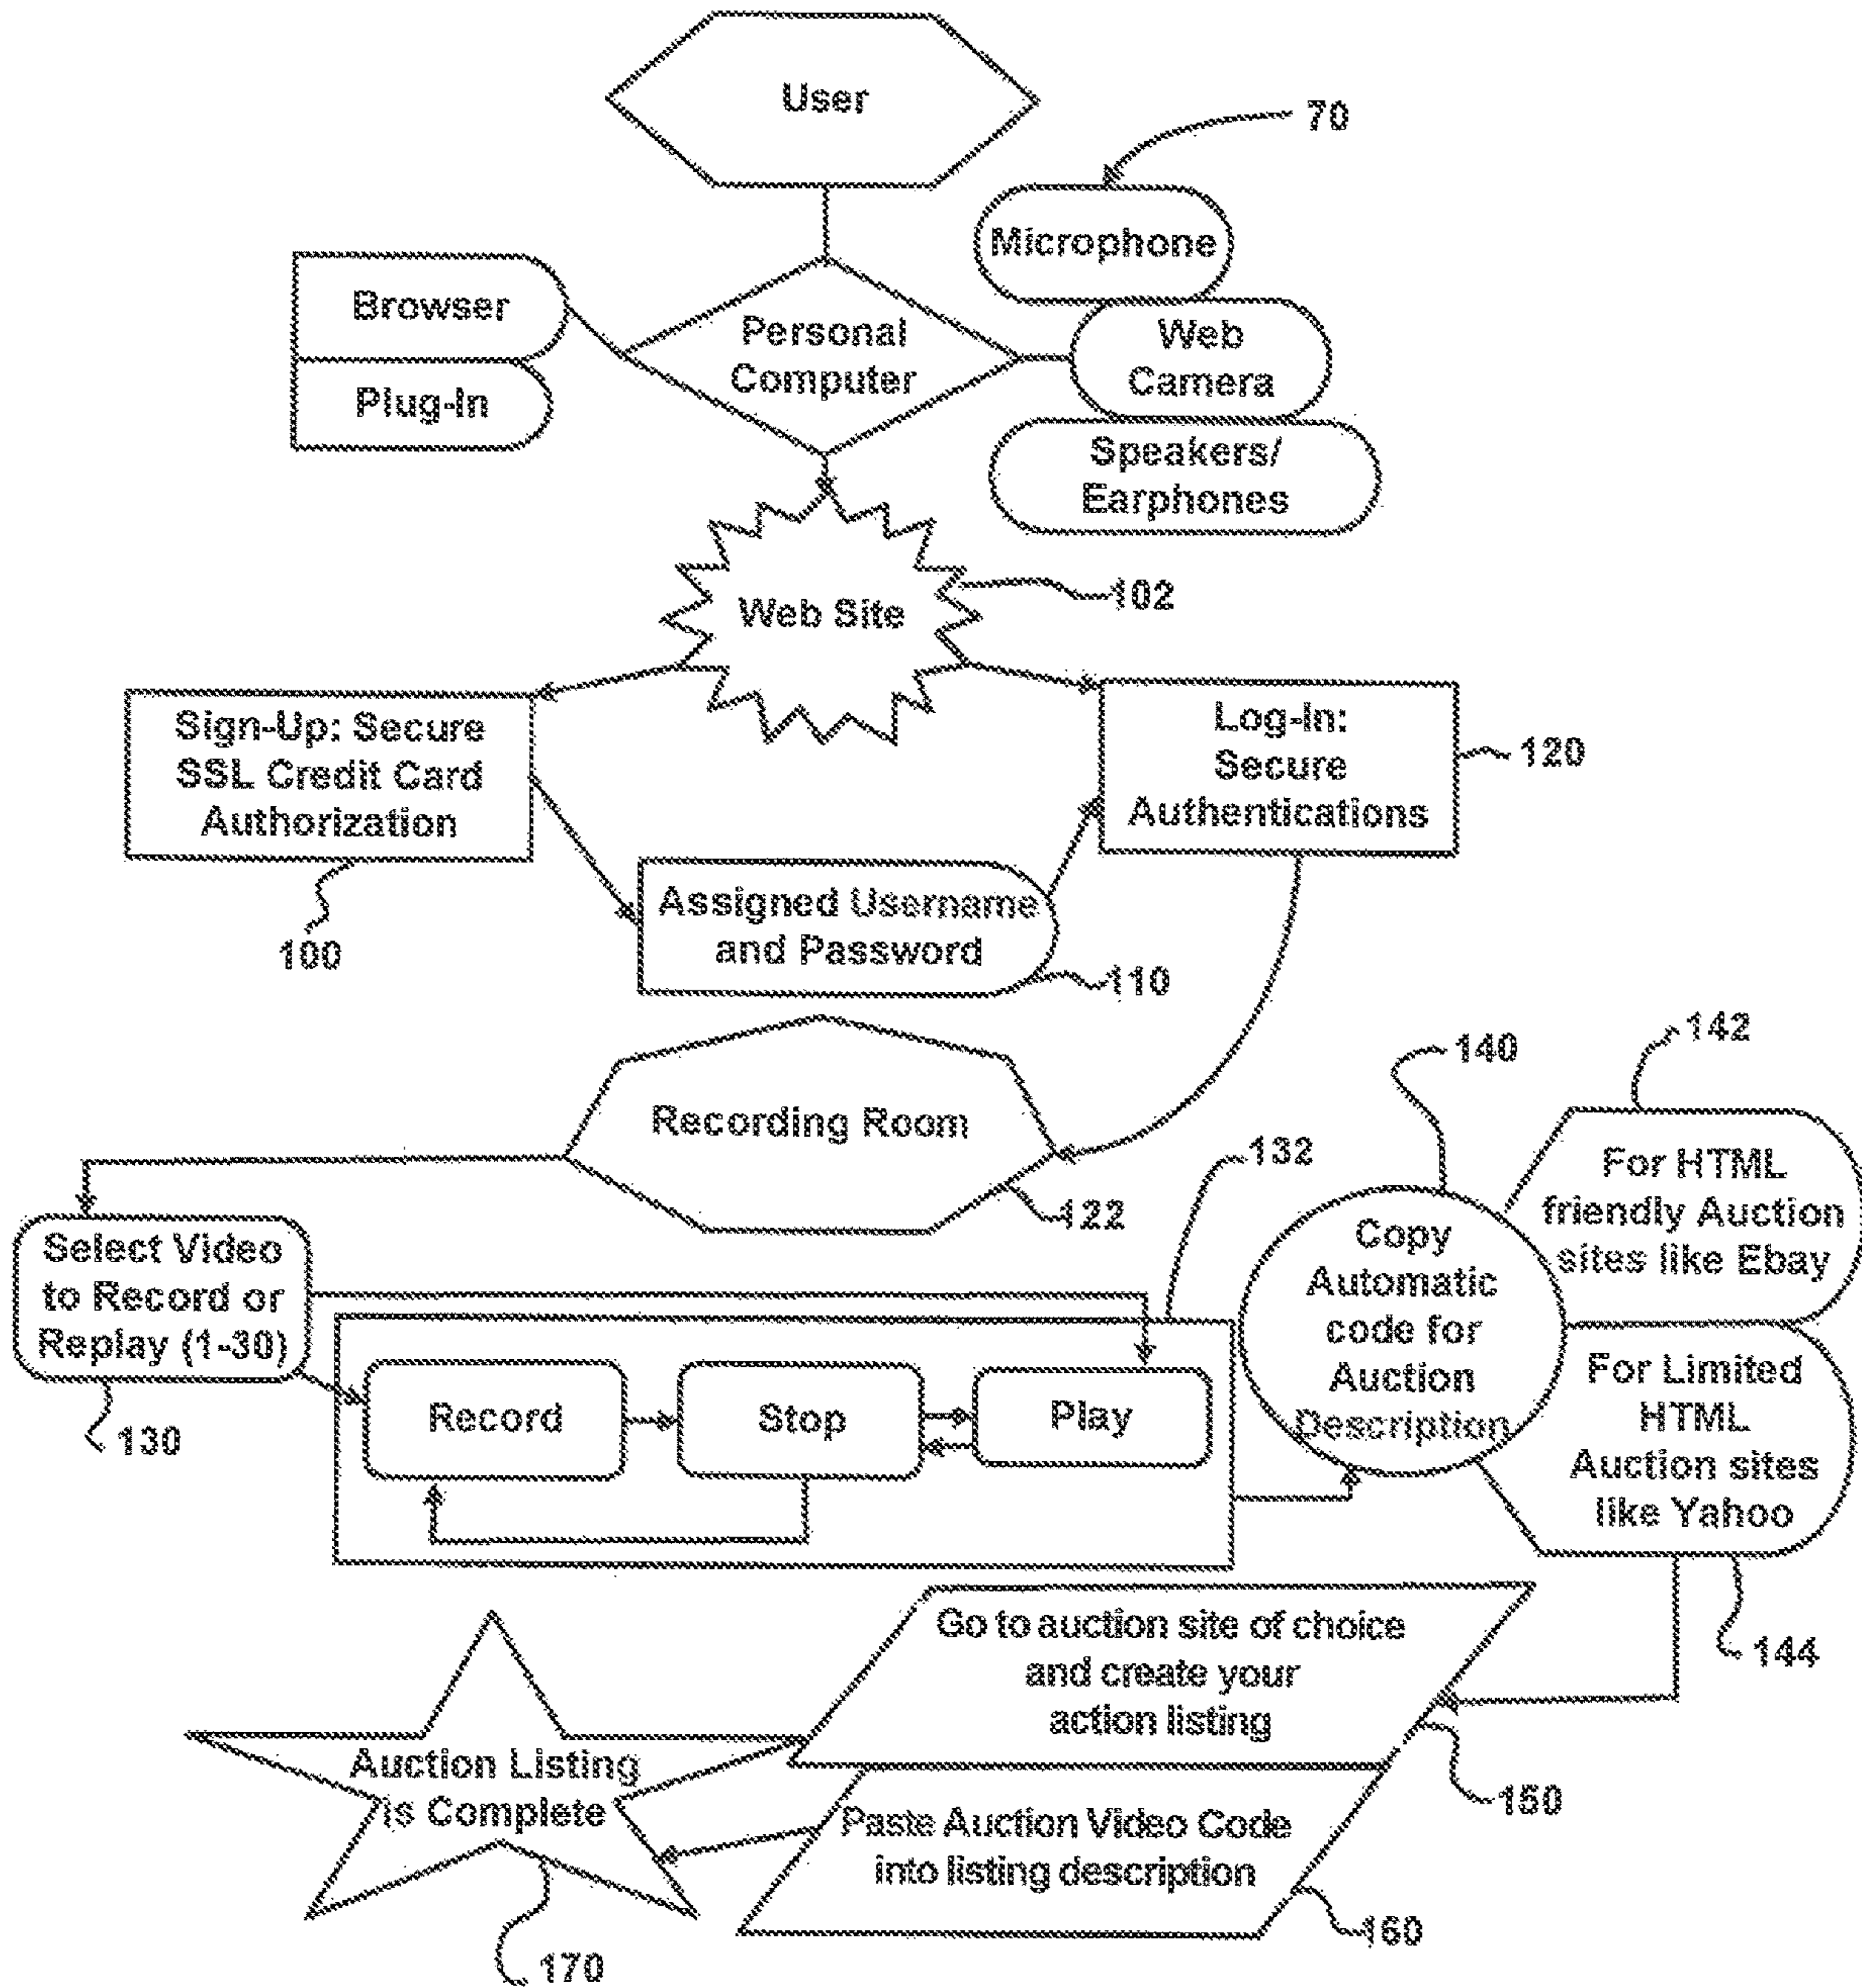 User
70
Microphone
Browser
Personal
Computer
Web
Camera
Plug-In
Speakers/
Earphones
Web Site
102
Sign-Up: Secure
SSL Credit Card
Authorization
Log-In:
Secure
Authentications
120
100
Assigned Username
and Password
110
Recording Room
122
132
140
142
For HTML
friendly Auction
sites like Ebay
Select Video
to Record or
Replay (1-30)
130
Record
Stop
Play
Copy
Automatic
code for
Auction
Description
For Limited
HTML
Auction sites
like Yahoo
144
Go to auction site of choice
and create your
action listing
150
Auction Listing
is Complete
Paste Auction Video Code
into listing description
160
170